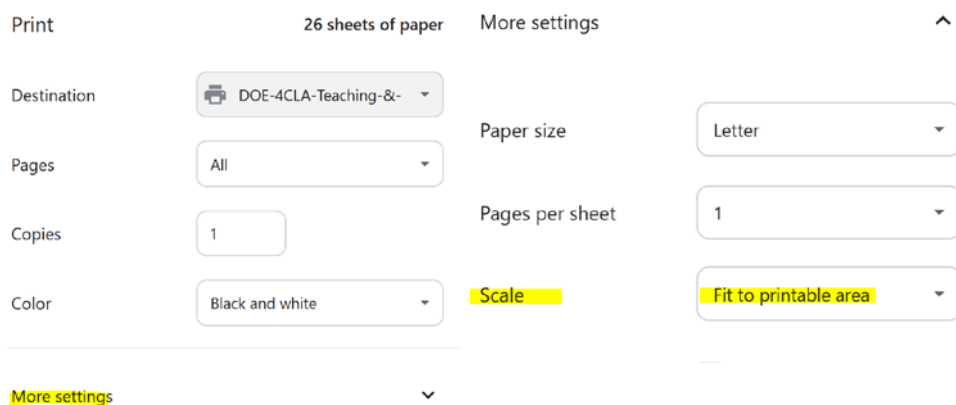 Print 26 sheets of paper
Destination DOE-4CLA-Teaching-&-
Pages All
Copies 1
Color Black and white
More settings
More settings
Paper size Letter
Pages per sheet 1
Scale Fit to printable area